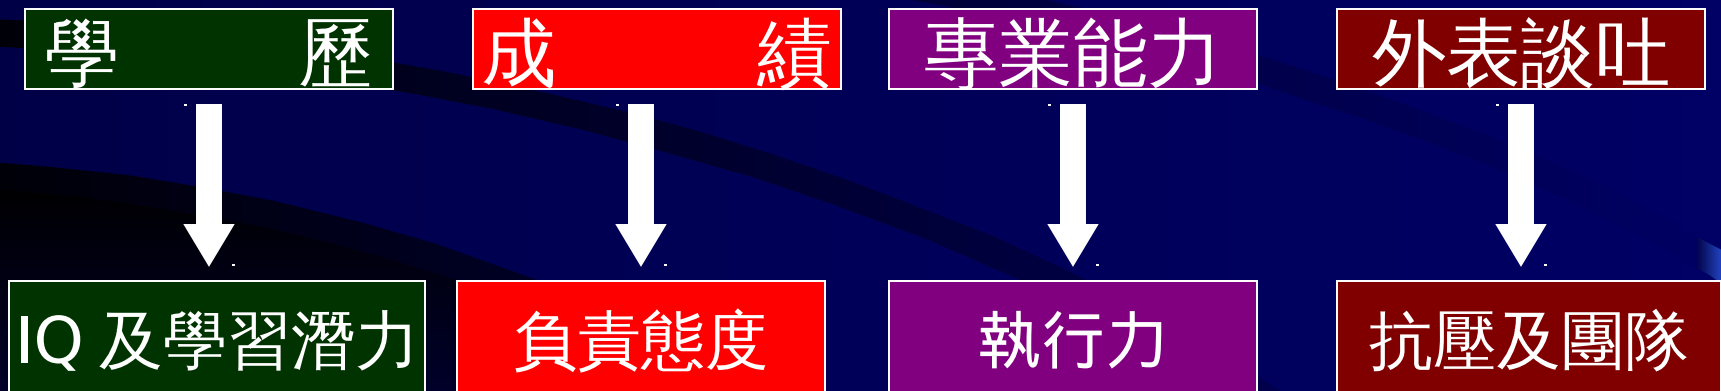 學 歷
成 績
專業能力
外表談吐
IQ 及學習潛力
負責態度
執行力
抗壓及團隊